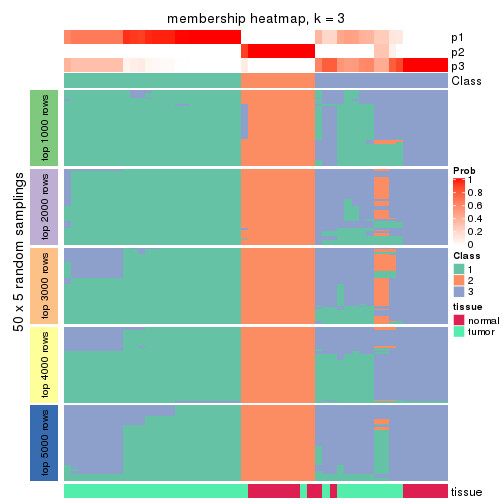 membership heatmap, k = 3
p1
p2
p3
Class
50 x 5 random samplings
top 1000 rows
top 2000 rows
top 3000 rows
top 4000 rows
top 5000 rows
Prob
1
0.8
0.6
0.4
0.2
0
Class
1
2
3
tissue
normal
tumor
tissue